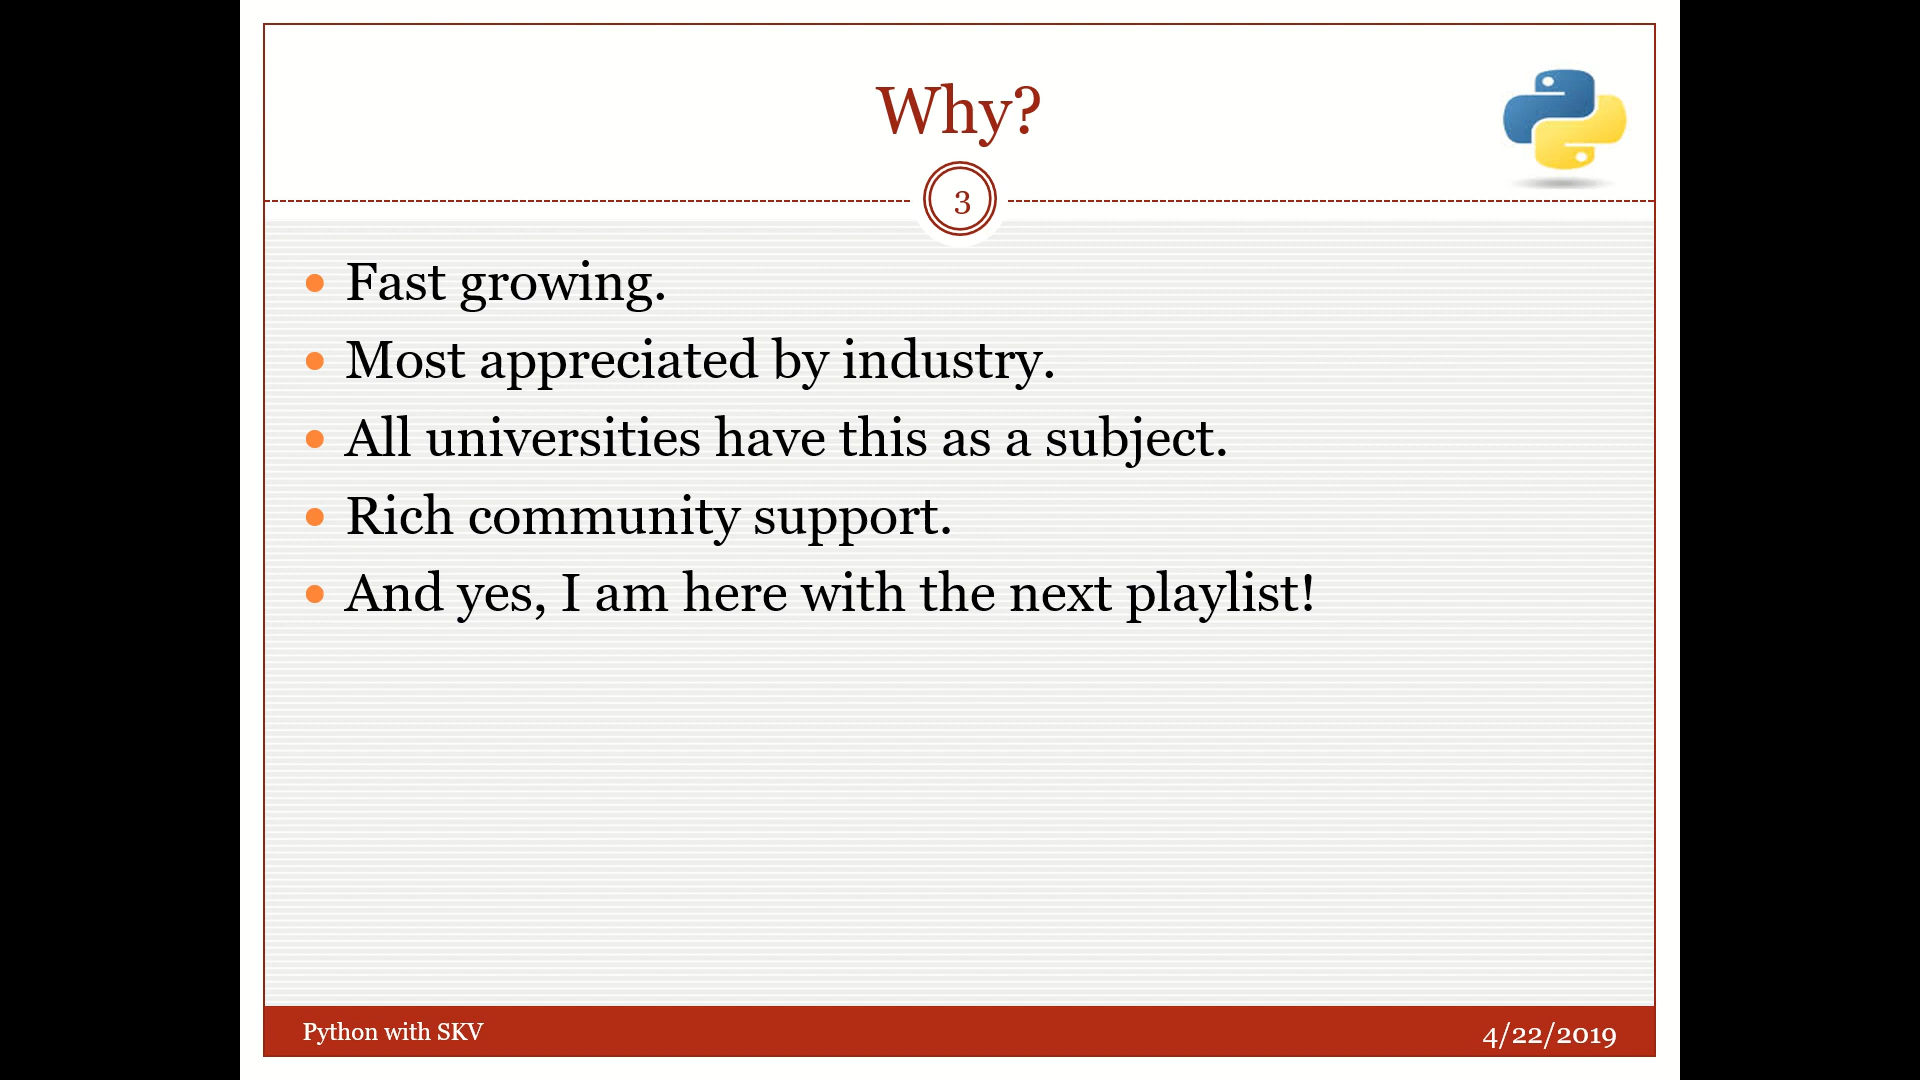 Why?
3
• Fast growing.
• Most appreciated by industry.
• All universities have this as a subject.
• Rich community support.
• And yes, I am here with the next playlist!
Python with SKV
4/22/2019